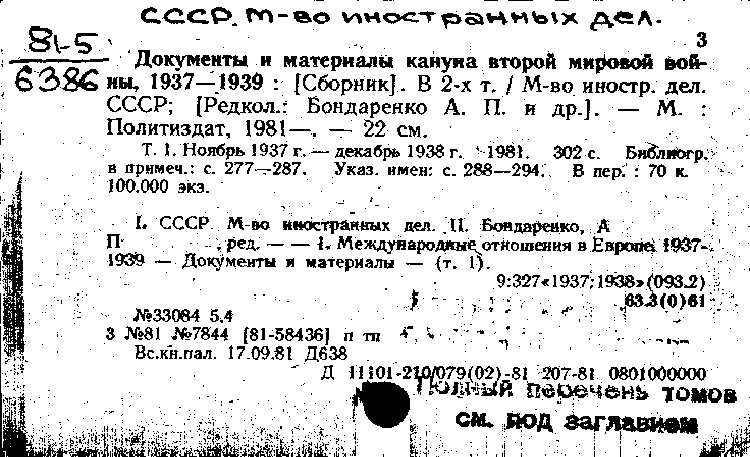 СССР. М-во иностранных дел.
81-5
6386
3
Документы и материалы кануна второй мировой вой-
ны, 1937—1939 : [Сборник]. В 2-х т. / М-во иностр. дел.
СССР; [Редкол.: Бондаренко А. П. и др.]. — М. :
Политиздат, 1981—. — 22 см.
Т. 1. Ноябрь 1937 г. — декабрь 1938 г. 1981. 302 с. Библиогр.
в примеч.: с. 277—287. Указ. имен: с. 288—294. В пер. : 70 к.
100.000 экз.
I. СССР. М-во иностранных дел. II. Бондаренко, А
П ред. — — 1. Международные отношения в Европе, 1937-
1939 — Документы и материалы — (т. 1).
9:327«1937;1938»(093.2)
63.3(0)61
№33084 5.4
3 №81 №7844 [81-58436] п тп
Вс.кн.пал. 17.09.81 Д638
Д 11101-210/079(02)-81 207-81 0801000000
Полный перечень томов
см. под заглавием